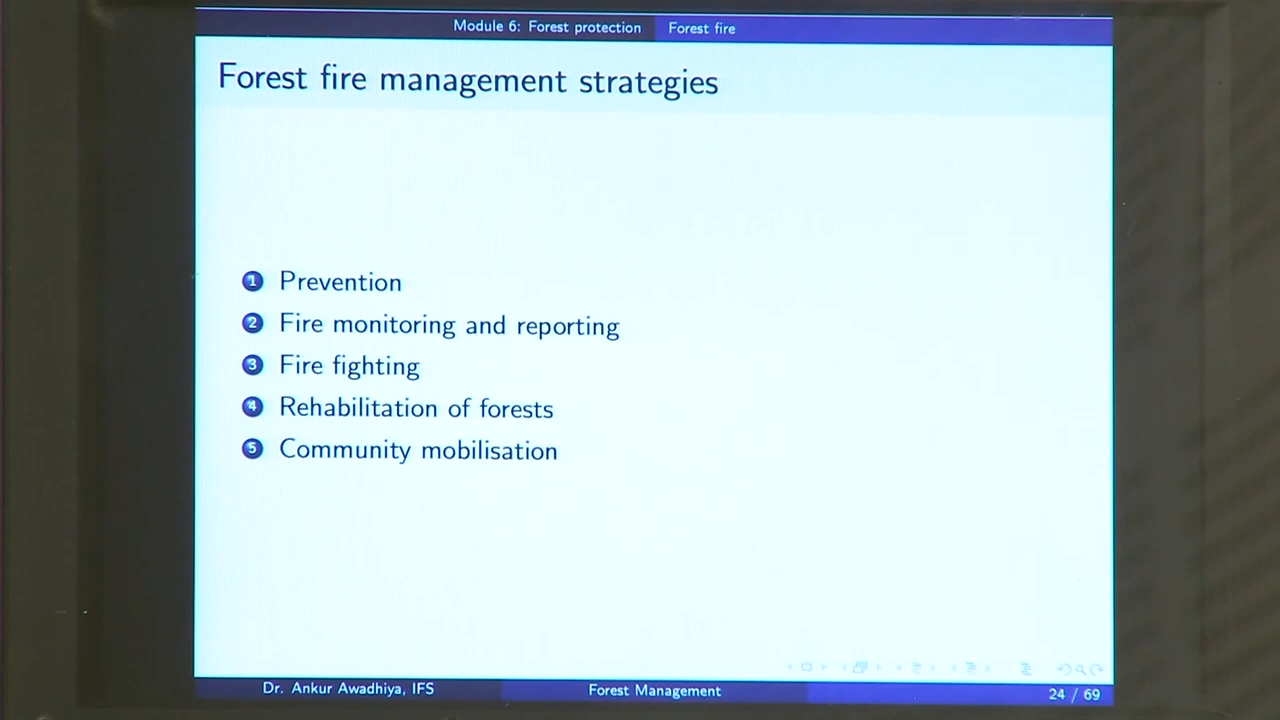 Module 6: Forest protection Forest fire
Forest fire management strategies
1 Prevention
2 Fire monitoring and reporting
3 Fire fighting
4 Rehabilitation of forests
5 Community mobilisation
Dr. Ankur Awadhiya, IFS Forest Management 24 / 69